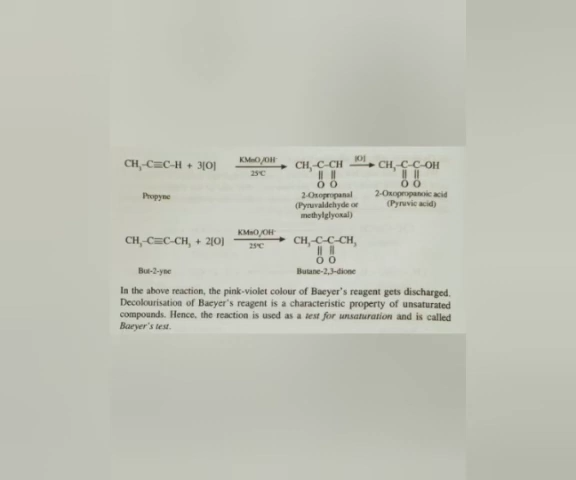 CH₃–C≡C–H + 3[O] KMnO₄/OH⁻ 25°C CH₃–C–CH [O] CH₃–C–C–OH
O O O O
Propyne 2-Oxopropanal 2-Oxopropanoic acid
(Pyruvaldehyde or (Pyruvic acid)
methylglyoxal)
CH₃–C≡C–CH₃ + 2[O] KMnO₄/OH⁻ 25°C CH₃–C–C–CH₃
O O
But-2-yne Butane-2,3-dione
In the above reaction, the pink-violet colour of Baeyer's reagent gets discharged.
Decolourisation of Baeyer's reagent is a characteristic property of unsaturated
compounds. Hence, the reaction is used as a test for unsaturation and is called
Baeyer's test.